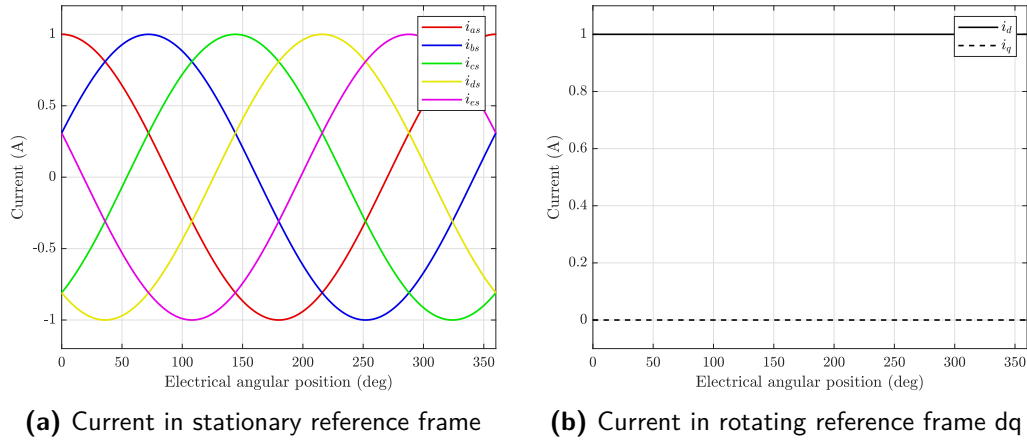 1
0.5
0
-0.5
-1
Current (A)
0 50 100 150 200 250 300 350
Electrical angular position (deg)
i_as
i_bs
i_cs
i_ds
i_es
(a) Current in stationary reference frame
1
0.8
0.6
0.4
0.2
0
Current (A)
0 50 100 150 200 250 300 350
Electrical angular position (deg)
i_d
i_q
(b) Current in rotating reference frame dq